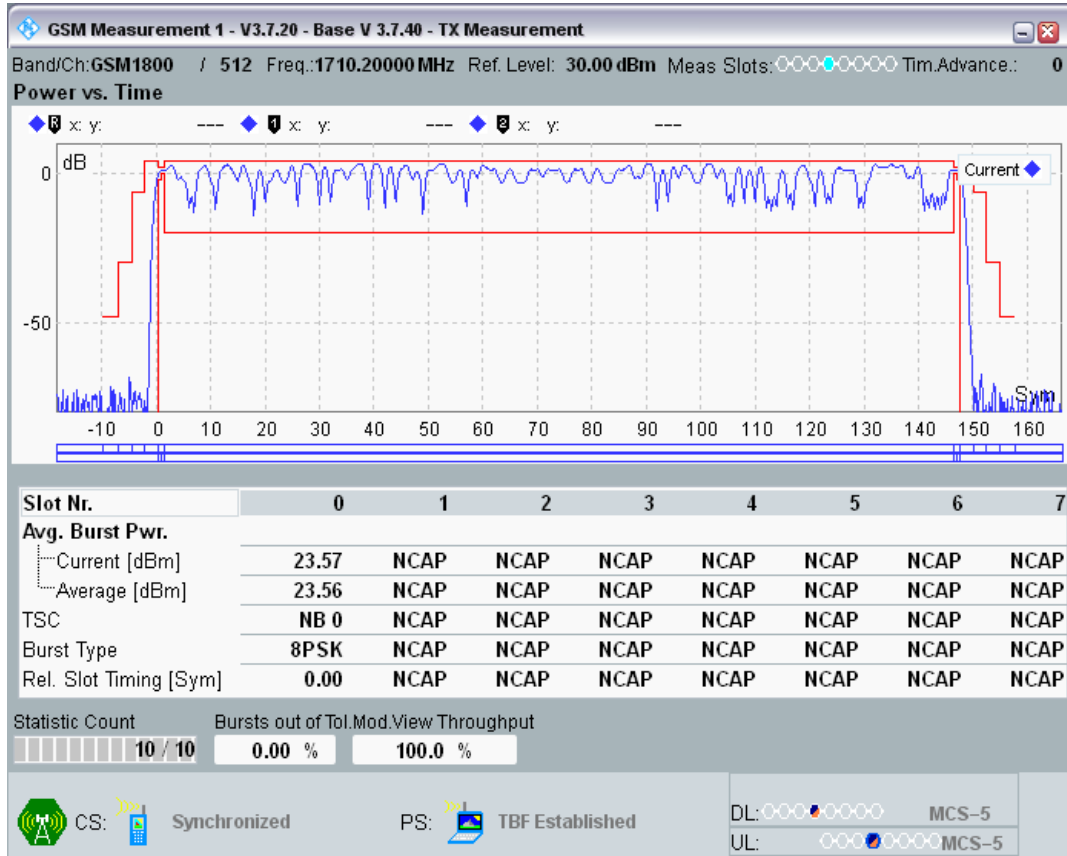 GSM Measurement 1 - V3.7.20 - Base V 3.7.40 - TX Measurement
Band/Ch:GSM1800 / 512 Freq.:1710.20000 MHz Ref. Level: 30.00 dBm Meas Slots: Tim.Advance.: 0
Power vs. Time
R x: y: --- 1 x: y: --- 2 x: y: ---
dB
Current
0
-50
Sym
-10 0 10 20 30 40 50 60 70 80 90 100 110 120 130 140 150 160
Slot Nr. 0 1 2 3 4 5 6 7
Avg. Burst Pwr.
Current [dBm] 23.57 NCAP NCAP NCAP NCAP NCAP NCAP NCAP
Average [dBm] 23.56 NCAP NCAP NCAP NCAP NCAP NCAP NCAP
TSC NB 0 NCAP NCAP NCAP NCAP NCAP NCAP NCAP
Burst Type 8PSK NCAP NCAP NCAP NCAP NCAP NCAP NCAP
Rel. Slot Timing [Sym] 0.00 NCAP NCAP NCAP NCAP NCAP NCAP NCAP
Statistic Count Bursts out of Tol. Mod.View Throughput
10 / 10 0.00 % 100.0 %
CS: Synchronized PS: TBF Established DL: MCS-5
UL: MCS-5